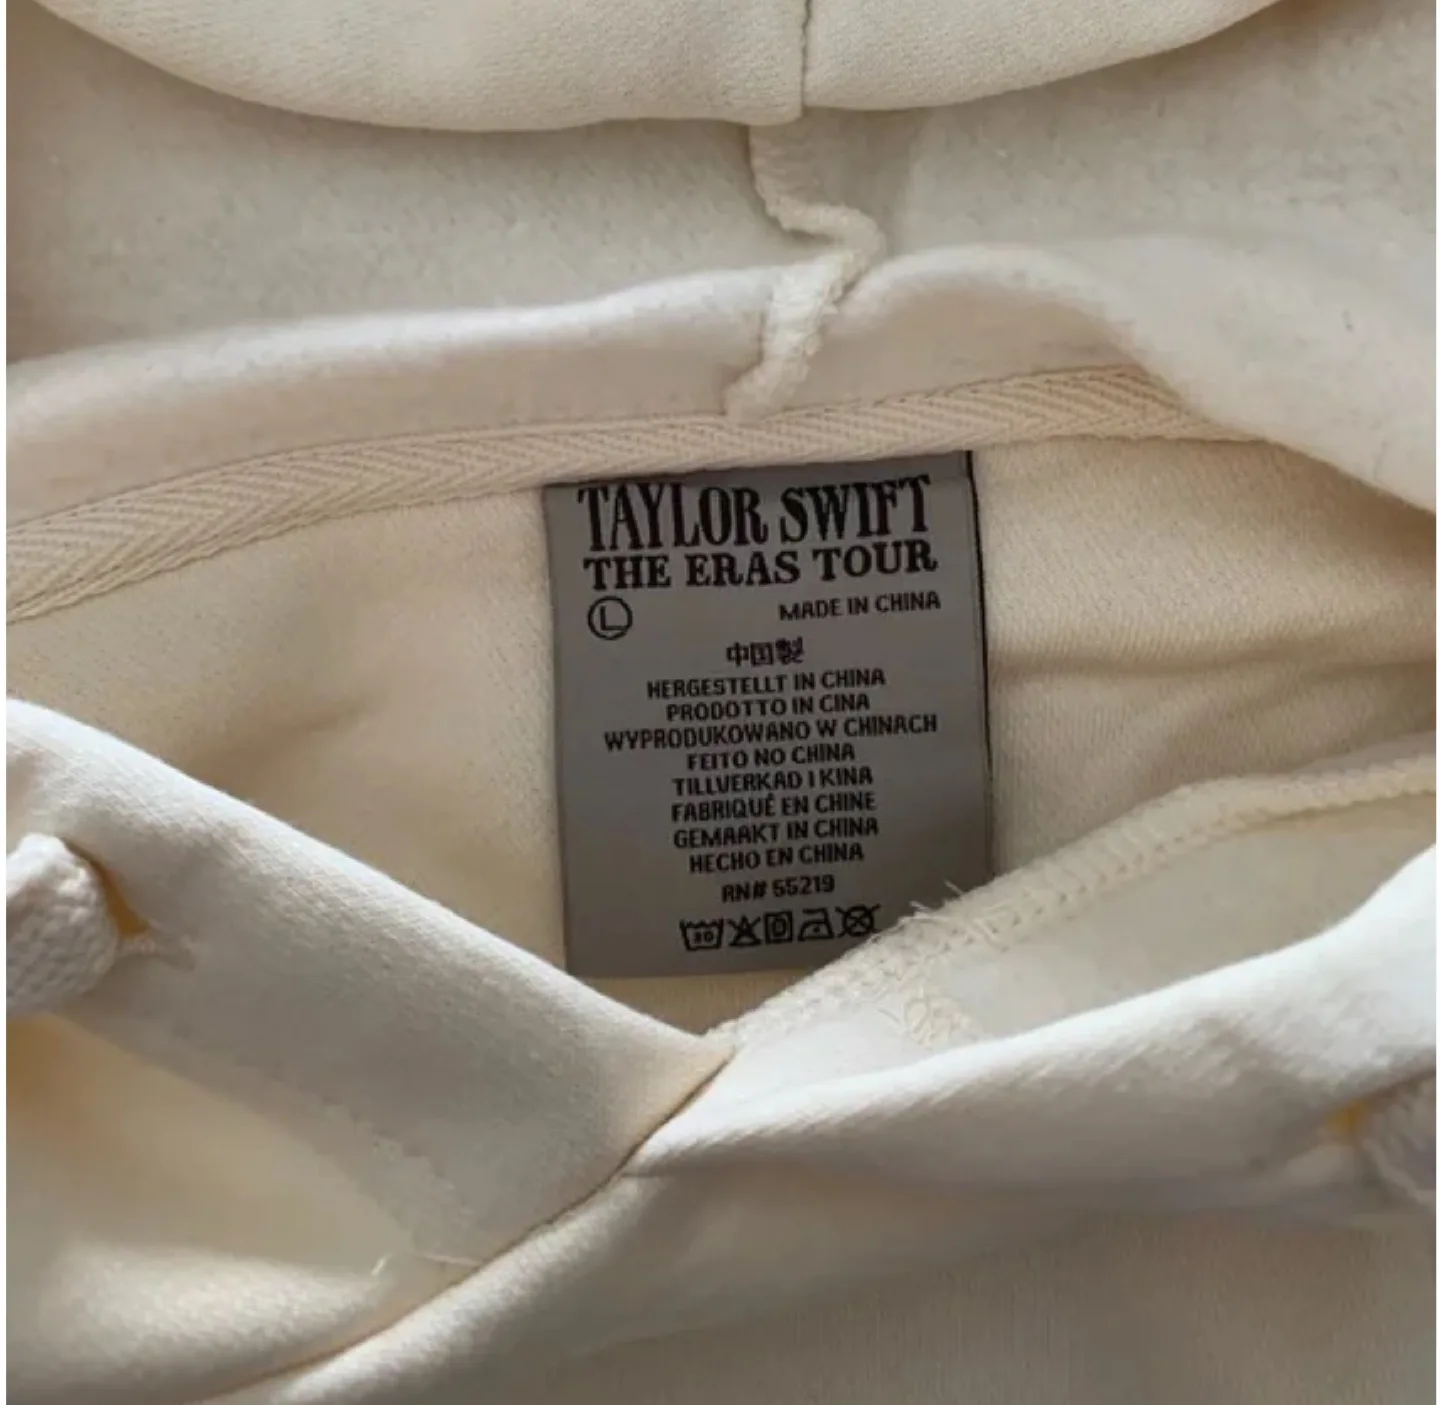 TAYLOR SWIFT
THE ERAS TOUR
L MADE IN CHINA
中国製
HERGESTELLT IN CHINA
PRODOTTO IN CINA
WYPRODUKOWANO W CHINACH
FEITO NO CHINA
TILLVERKAD I KINA
FABRIQUÉ EN CHINE
GEMAAKT IN CHINA
HECHO EN CHINA
RN# 55219
30